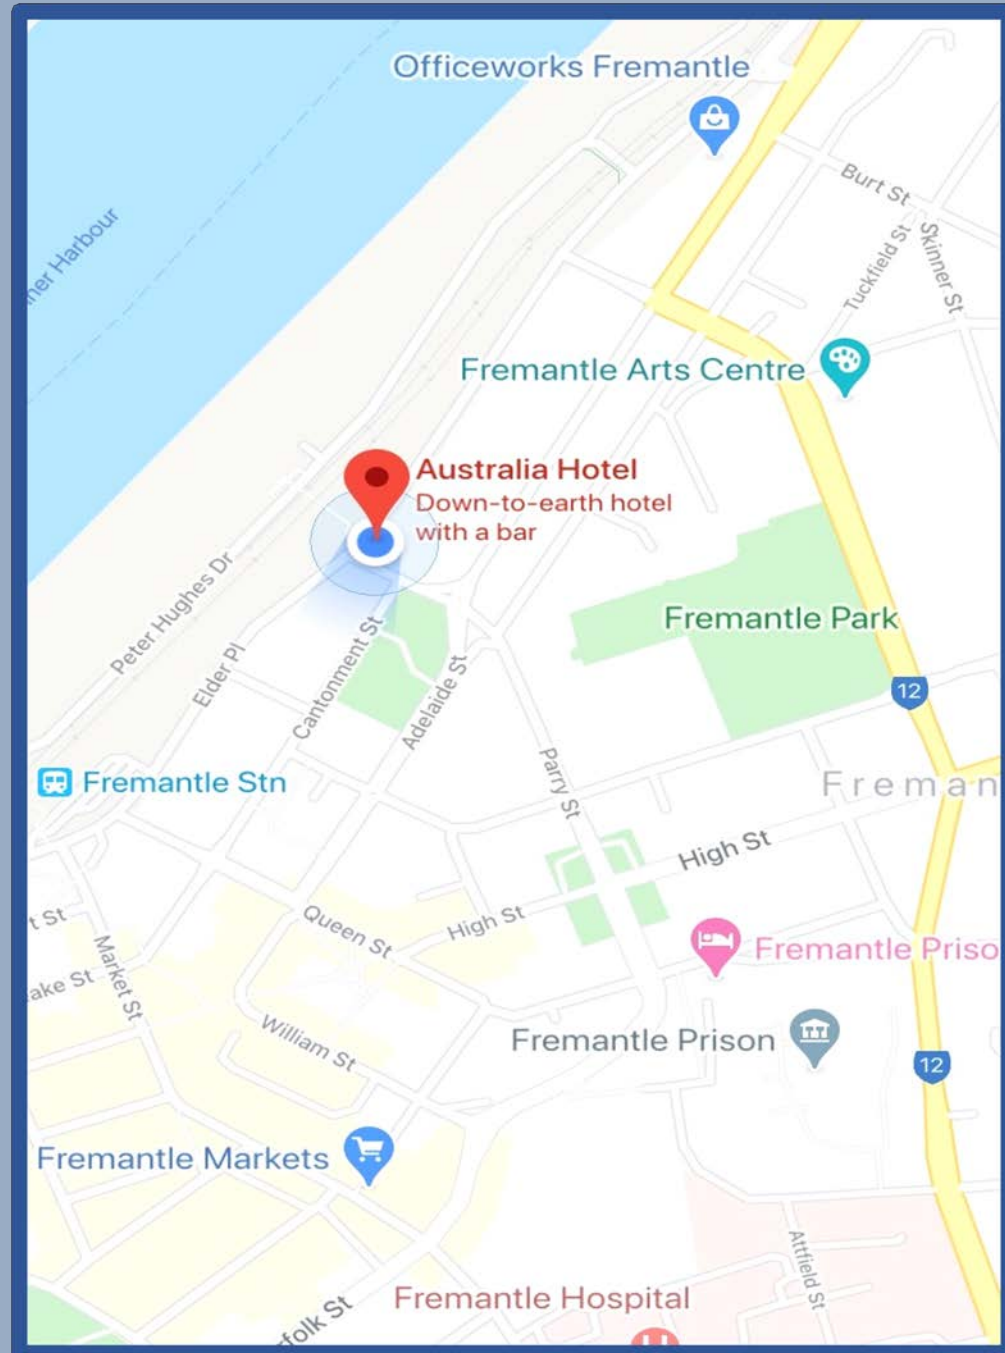 Officeworks Fremantle
Burt St
Skinner St
Tuckfield St
ner Harbour
Fremantle Arts Centre
Australia Hotel
Down-to-earth hotel
with a bar
Fremantle Park
Peter Hughes Dr
Elder Pl
Cantonment St
Adelaide St
12
Parry St
Fremantle Stn
Freman
High St
t St
Queen St
High St
Market St
Fremantle Priso
ake St
William St
Fremantle Prison
12
Fremantle Markets
Attfield St
Fremantle Hospital
rfolk St
H